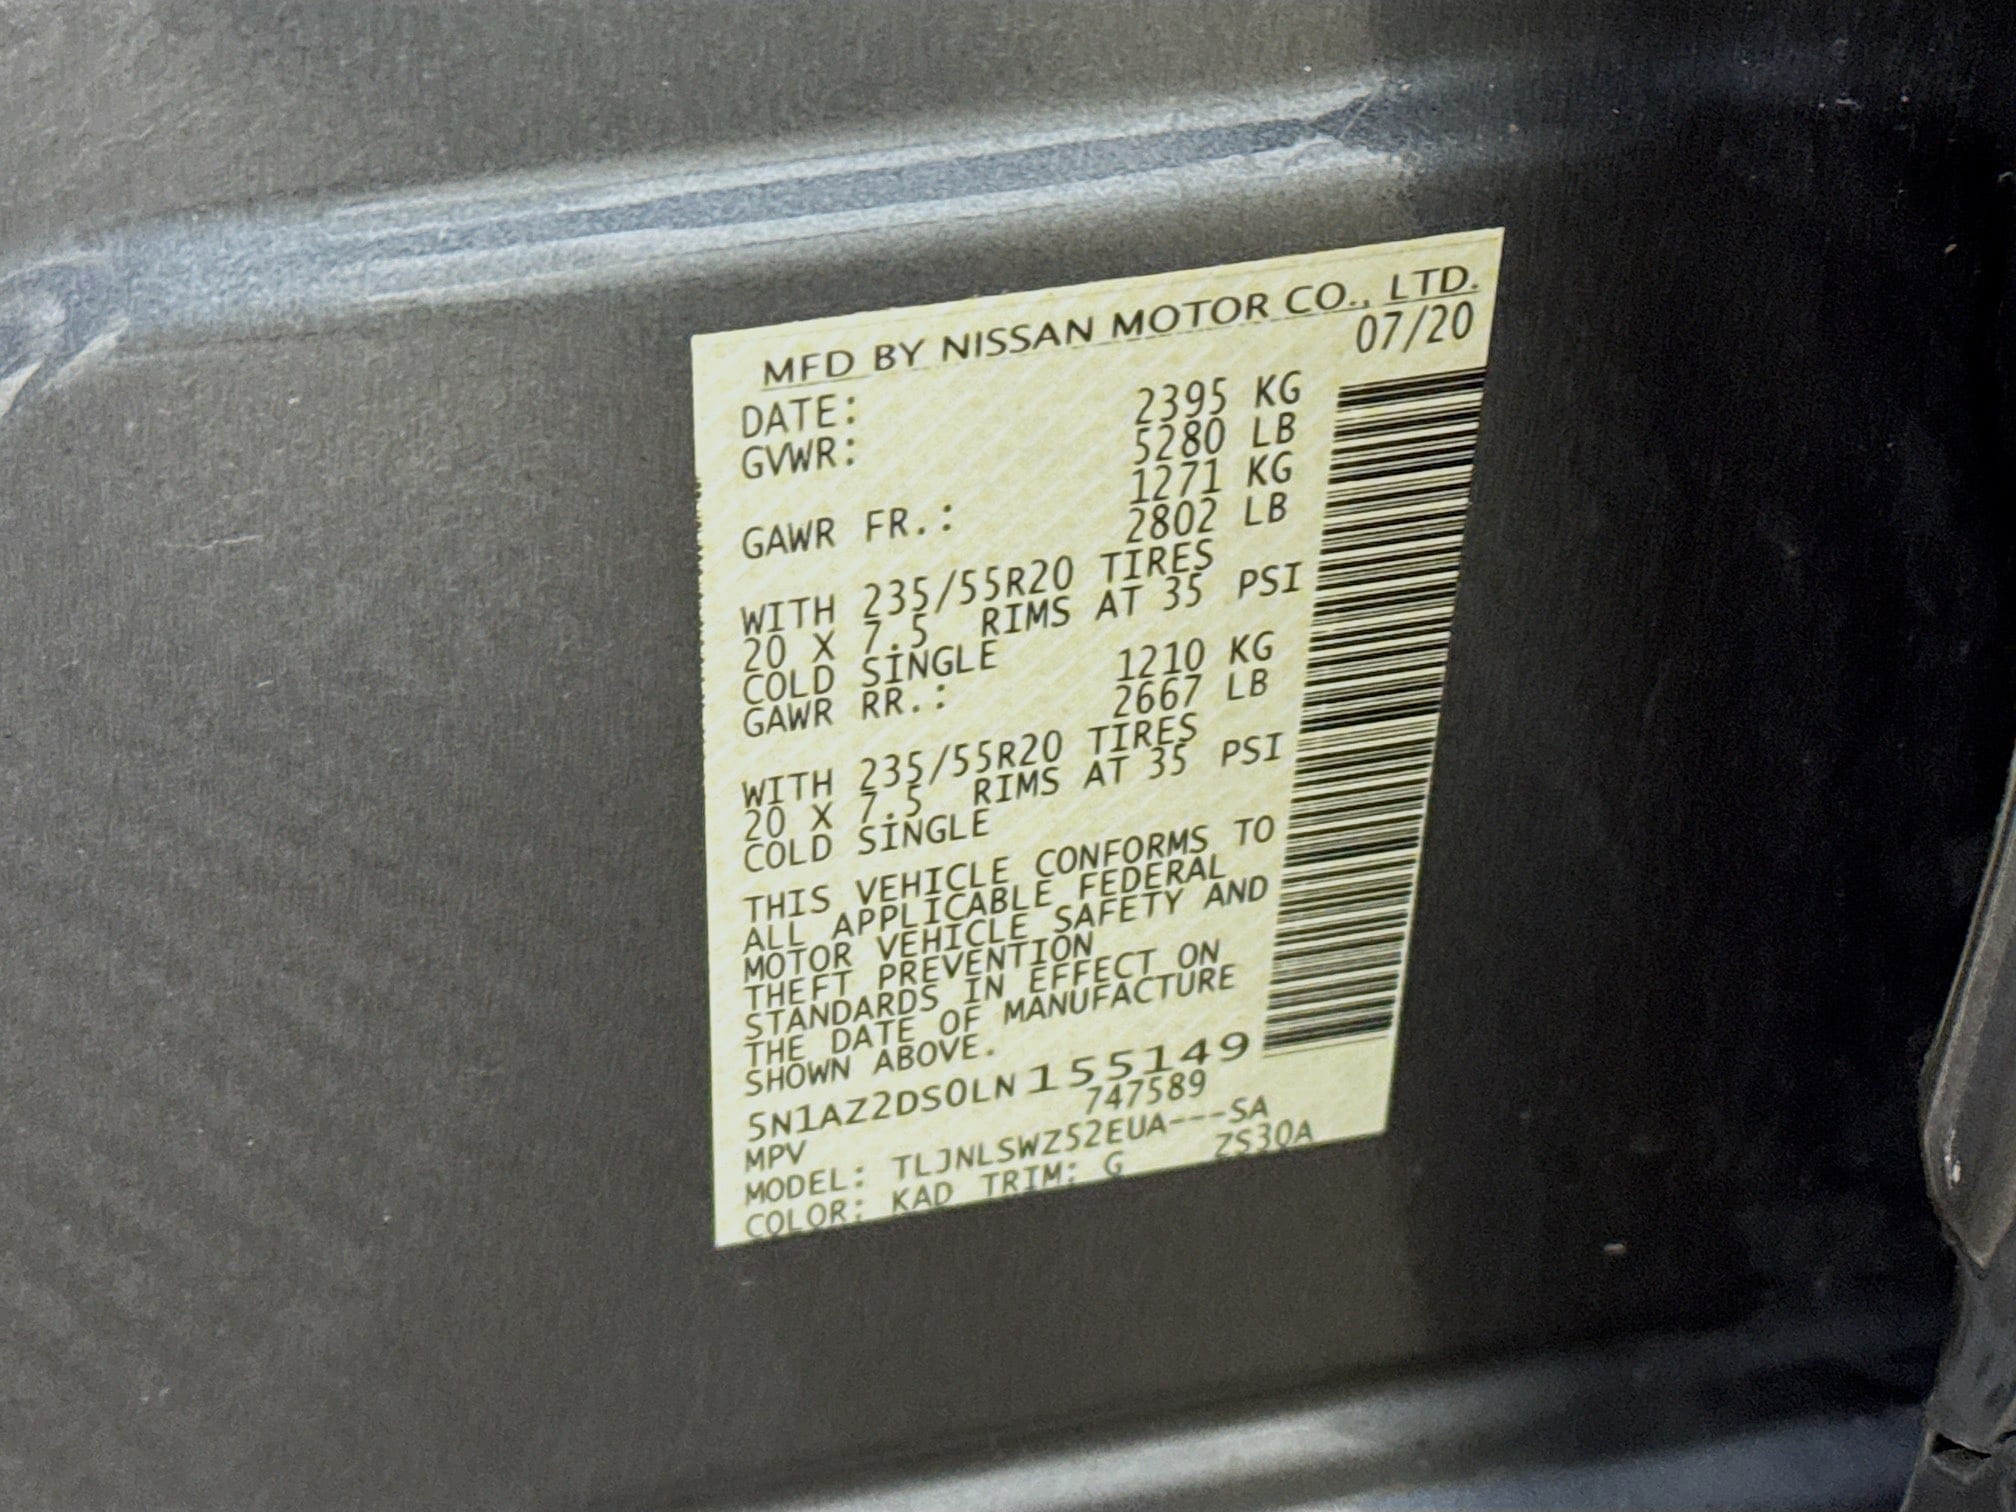 MFD BY NISSAN MOTOR CO., LTD.
DATE: 07/20
GVWR: 2395 KG
5280 LB
GAWR FR.: 1271 KG
2802 LB
WITH 235/55R20 TIRES
20 X 7.5 RIMS AT 35 PSI
COLD SINGLE
GAWR RR.: 1210 KG
2667 LB
WITH 235/55R20 TIRES
20 X 7.5 RIMS AT 35 PSI
COLD SINGLE
THIS VEHICLE CONFORMS TO
ALL APPLICABLE FEDERAL
MOTOR VEHICLE SAFETY AND
THEFT PREVENTION
STANDARDS IN EFFECT ON
THE DATE OF MANUFACTURE
SHOWN ABOVE.
5N1AZ2DS0LN155149
MPV 747589
MODEL: TLJNLSWZ52EUA---SA
COLOR: KAD TRIM: G ZS30A